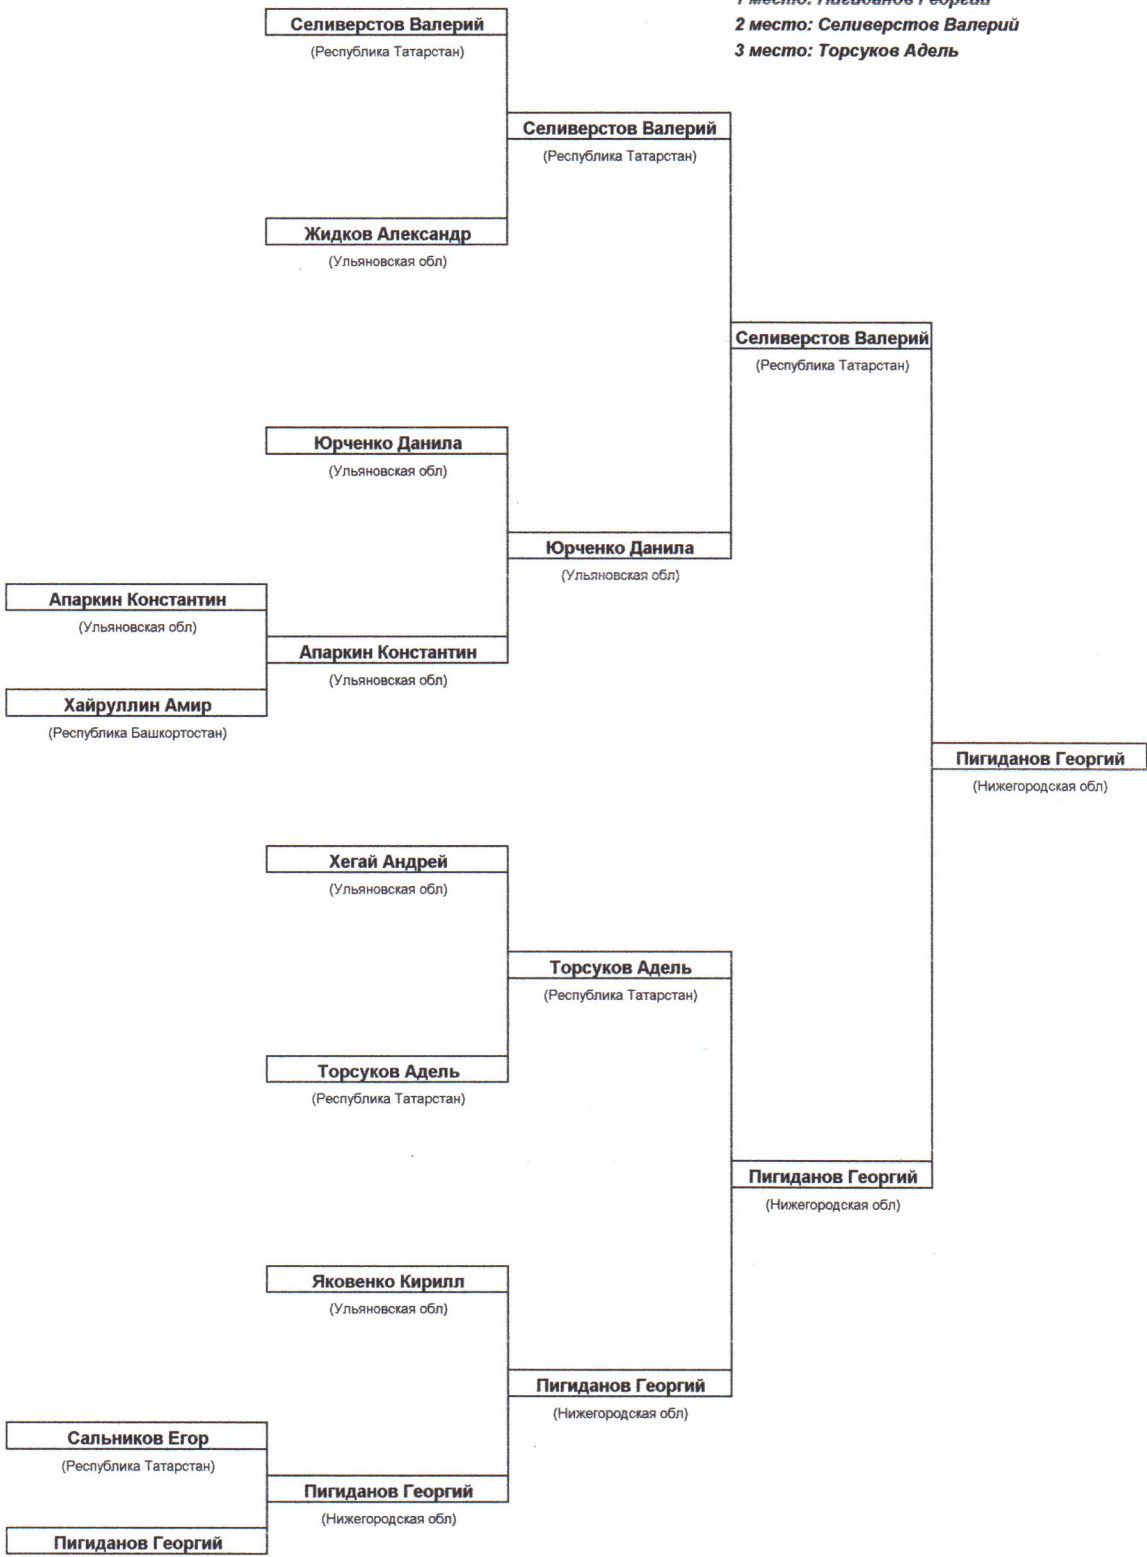 1 место: Пигиданов Георгий
Селиверстов Валерий
2 место: Селиверстов Валерий
(Республика Татарстан)
3 место: Торсуков Адель
Селиверстов Валерий
(Республика Татарстан)
Жидков Александр
(Ульяновская обл)
Селиверстов Валерий
(Республика Татарстан)
Юрченко Данила
(Ульяновская обл)
Юрченко Данила
(Ульяновская обл)
Апаркин Константин
(Ульяновская обл)
Апаркин Константин
(Ульяновская обл)
Хайруллин Амир
(Республика Башкортостан)
Пигиданов Георгий
(Нижегородская обл)
Хегай Андрей
(Ульяновская обл)
Торсуков Адель
(Республика Татарстан)
Торсуков Адель
(Республика Татарстан)
Пигиданов Георгий
(Нижегородская обл)
Яковенко Кирилл
(Ульяновская обл)
Пигиданов Георгий
(Нижегородская обл)
Сальников Егор
(Республика Татарстан)
Пигиданов Георгий
(Нижегородская обл)
Пигиданов Георгий